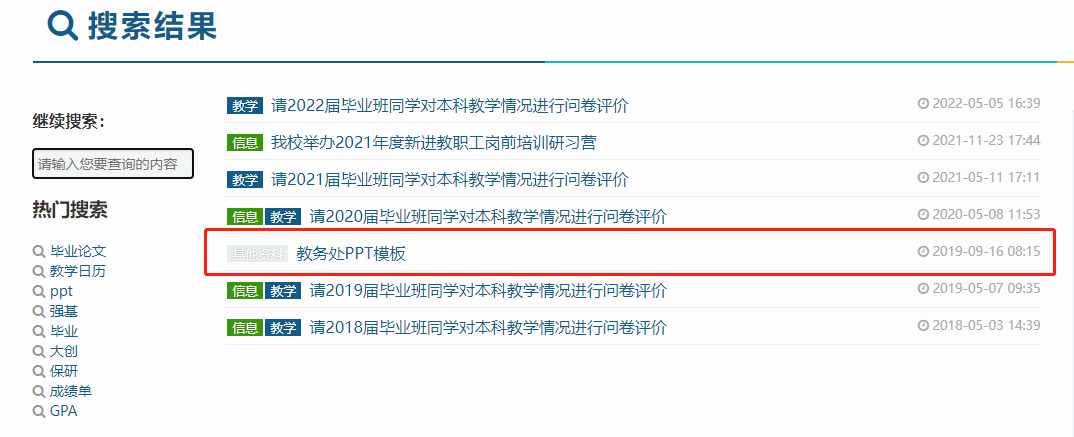 搜索结果
继续搜索：
请输入您要查询的内容
热门搜索
毕业论文
教学日历
ppt
强基
毕业
大创
保研
成绩单
GPA
教学 请2022届毕业班同学对本科教学情况进行问卷评价 2022-05-05 16:39
信息 我校举办2021年度新进教职工岗前培训研习营 2021-11-23 17:44
教学 请2021届毕业班同学对本科教学情况进行问卷评价 2021-05-11 17:11
信息 教学 请2020届毕业班同学对本科教学情况进行问卷评价 2020-05-08 11:53
其他资料 教务处PPT模板 2019-09-16 08:15
信息 教学 请2019届毕业班同学对本科教学情况进行问卷评价 2019-05-07 09:35
信息 教学 请2018届毕业班同学对本科教学情况进行问卷评价 2018-05-03 14:39